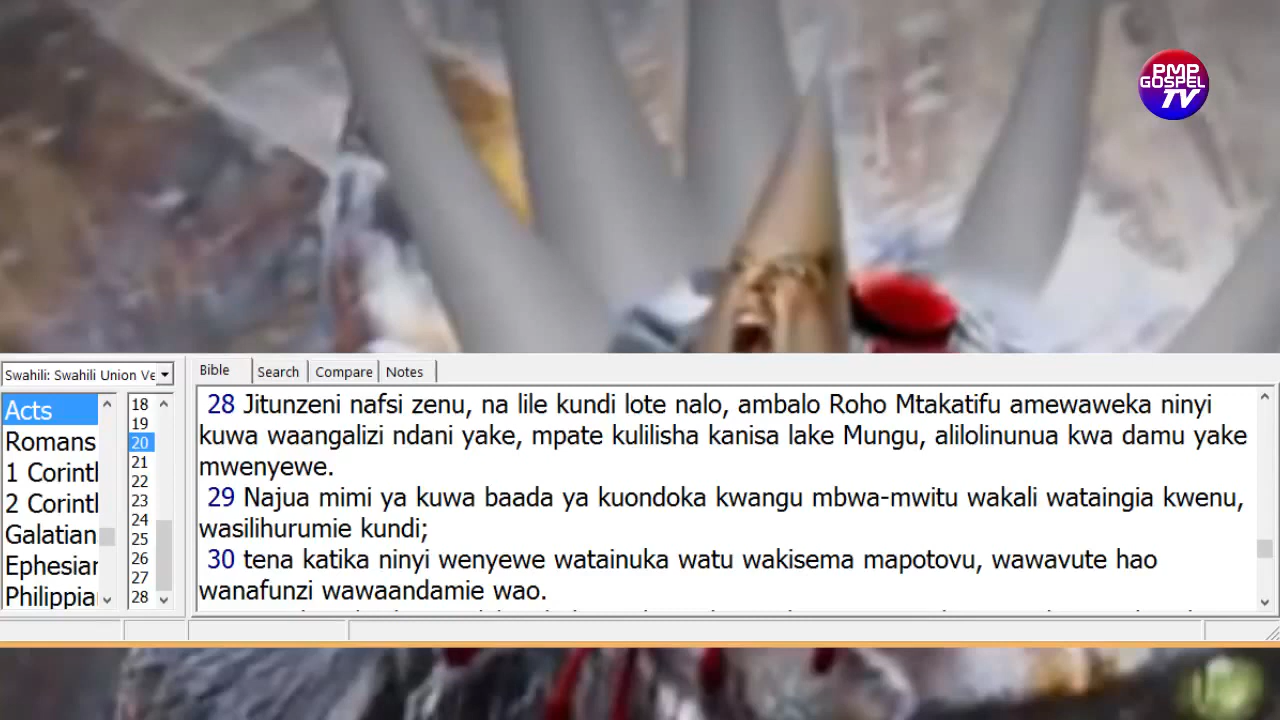 PMP
GOSPEL
TV
Swahili: Swahili Union Ve
Bible
Search
Compare
Notes
Acts
Romans
1 Corint
2 Corint
Galatian
Ephesian
Philippia
18
19
20
21
22
23
24
25
26
27
28
28 Jitunzeni nafsi zenu, na lile kundi lote nalo, ambalo Roho Mtakatifu amewaweka ninyi
kuwa waangalizi ndani yake, mpate kulilisha kanisa lake Mungu, alilolinunua kwa damu yake
mwenyewe.
29 Najua mimi ya kuwa baada ya kuondoka kwangu mbwa-mwitu wakali wataingia kwenu,
wasilihurumie kundi;
30 tena katika ninyi wenyewe watainuka watu wakisema mapotovu, wawavute hao
wanafunzi wawaandamie wao.